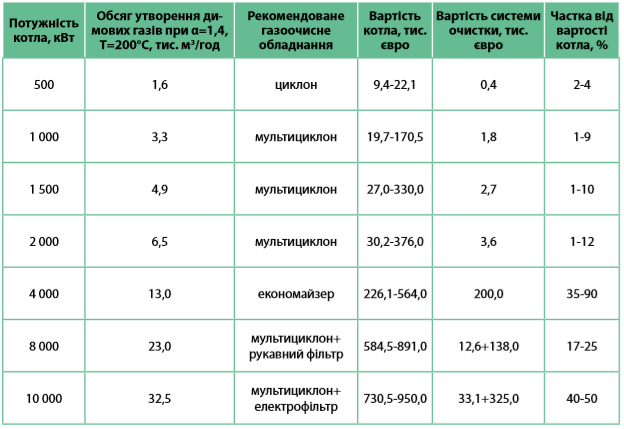 Потужність котла, кВт | Обсяг утворення димових газів при α=1,4, T=200°C, тис. м³/год | Рекомендоване газоочисне обладнання | Вартість котла, тис. євро | Вартість системи очистки, тис. євро | Частка від вартості котла, %
500 | 1,6 | циклон | 9,4-22,1 | 0,4 | 2-4
1 000 | 3,3 | мультициклон | 19,7-170,5 | 1,8 | 1-9
1 500 | 4,9 | мультициклон | 27,0-330,0 | 2,7 | 1-10
2 000 | 6,5 | мультициклон | 30,2-376,0 | 3,6 | 1-12
4 000 | 13,0 | економайзер | 226,1-564,0 | 200,0 | 35-90
8 000 | 23,0 | мультициклон+ рукавний фільтр | 584,5-891,0 | 12,6+138,0 | 17-25
10 000 | 32,5 | мультициклон+ електрофільтр | 730,5-950,0 | 33,1+325,0 | 40-50